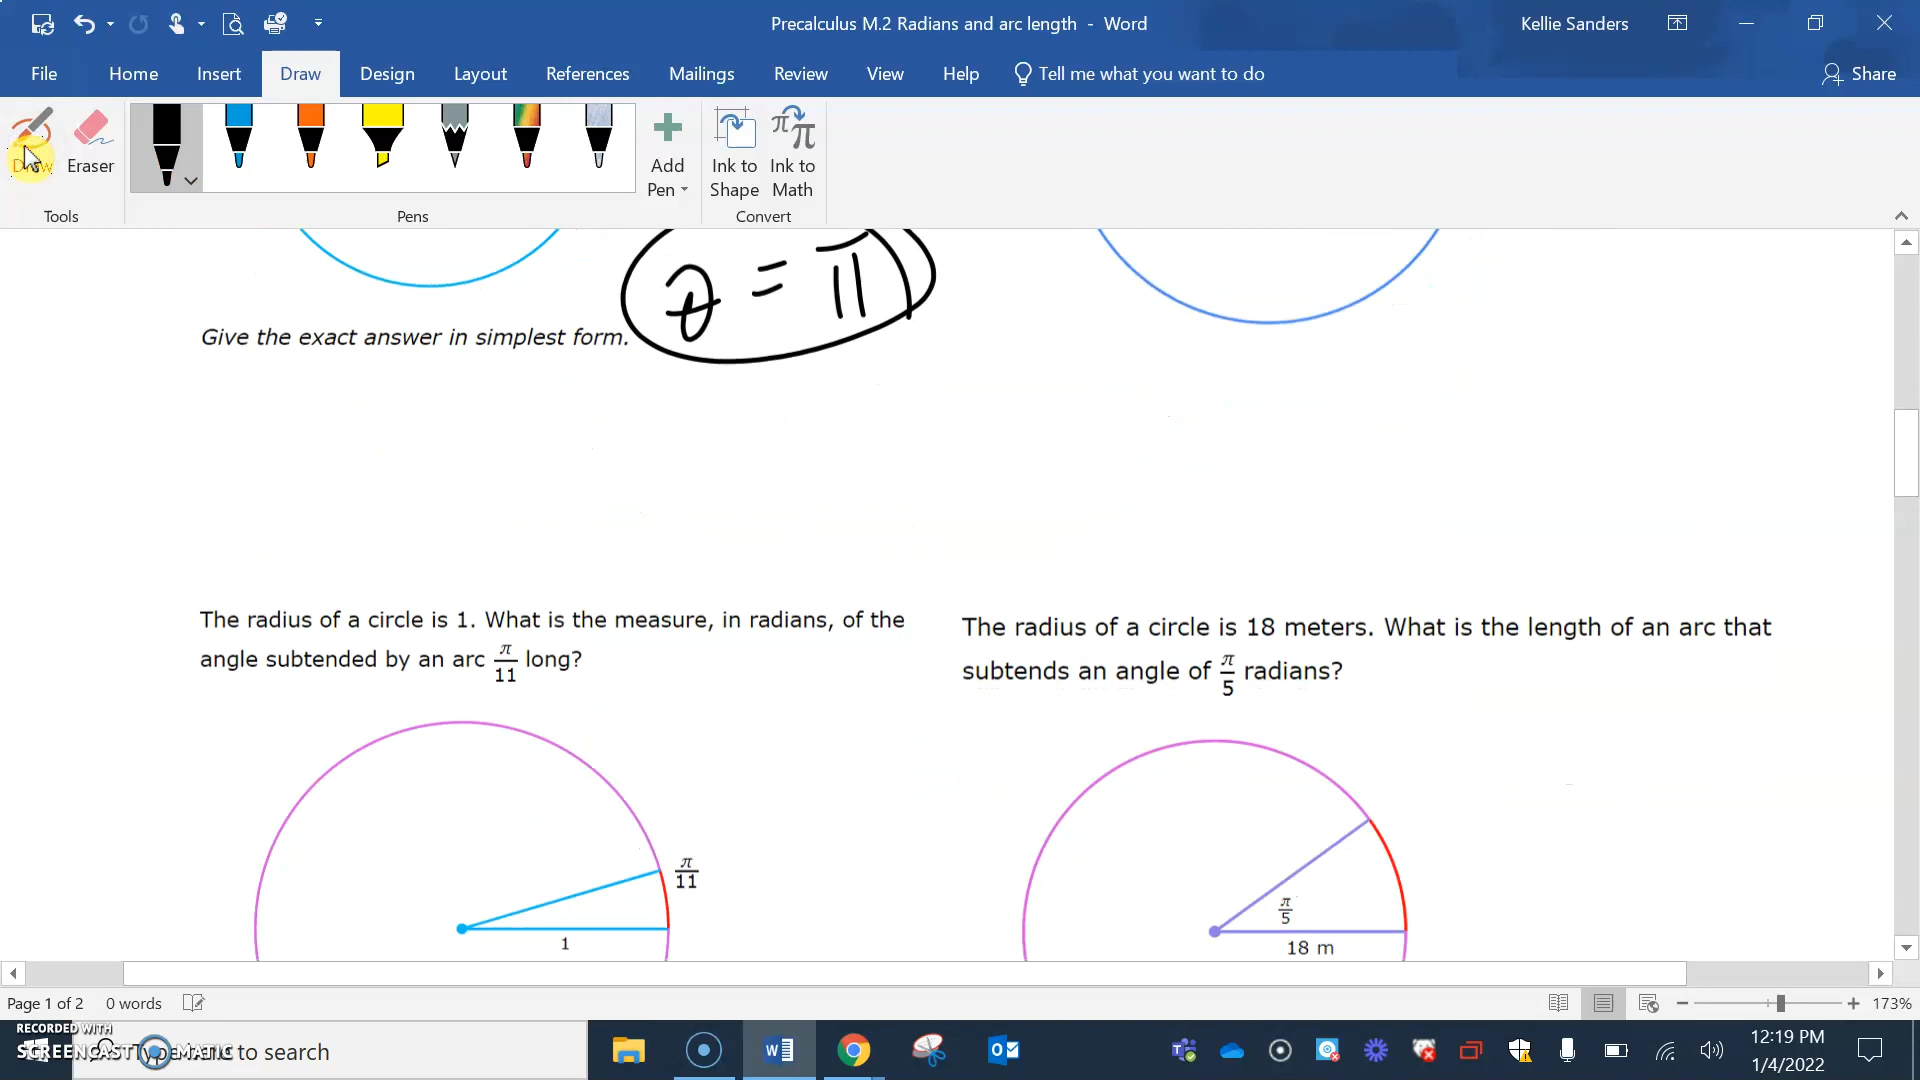 Precalculus M.2 Radians and arc length - Word
Kellie Sanders
File Home Insert Draw Design Layout References Mailings Review View Help Tell me what you want to do Share
Draw Eraser
Add Pen
Ink to Shape
Ink to Math
Tools Pens Convert
θ = π
Give the exact answer in simplest form.
The radius of a circle is 1. What is the measure, in radians, of the
angle subtended by an arc π/11 long?
π/11
1
The radius of a circle is 18 meters. What is the length of an arc that
subtends an angle of π/5 radians?
π/5
18 m
Page 1 of 2 0 words 173%
RECORDED WITH
SCREENCAST MATIC
Type here to search
12:19 PM
1/4/2022